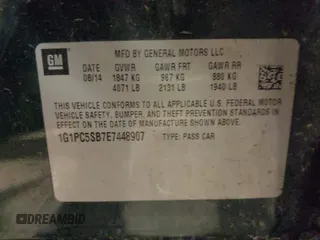 GM
MFD BY GENERAL MOTORS LLC
DATE GVWR GAWR FRT GAWR RR
08/14 1847 KG 967 KG 880 KG
4071 LB 2131 LB 1940 LB
THIS VEHICLE CONFORMS TO ALL APPLICABLE U.S. FEDERAL MOTOR
VEHICLE SAFETY, BUMPER, AND THEFT PREVENTION STANDARDS IN
EFFECT ON THE DATE OF MANUFACTURE SHOWN ABOVE.
1G1PC5SB7E7448907 TYPE: PASS CAR
DREAMBID